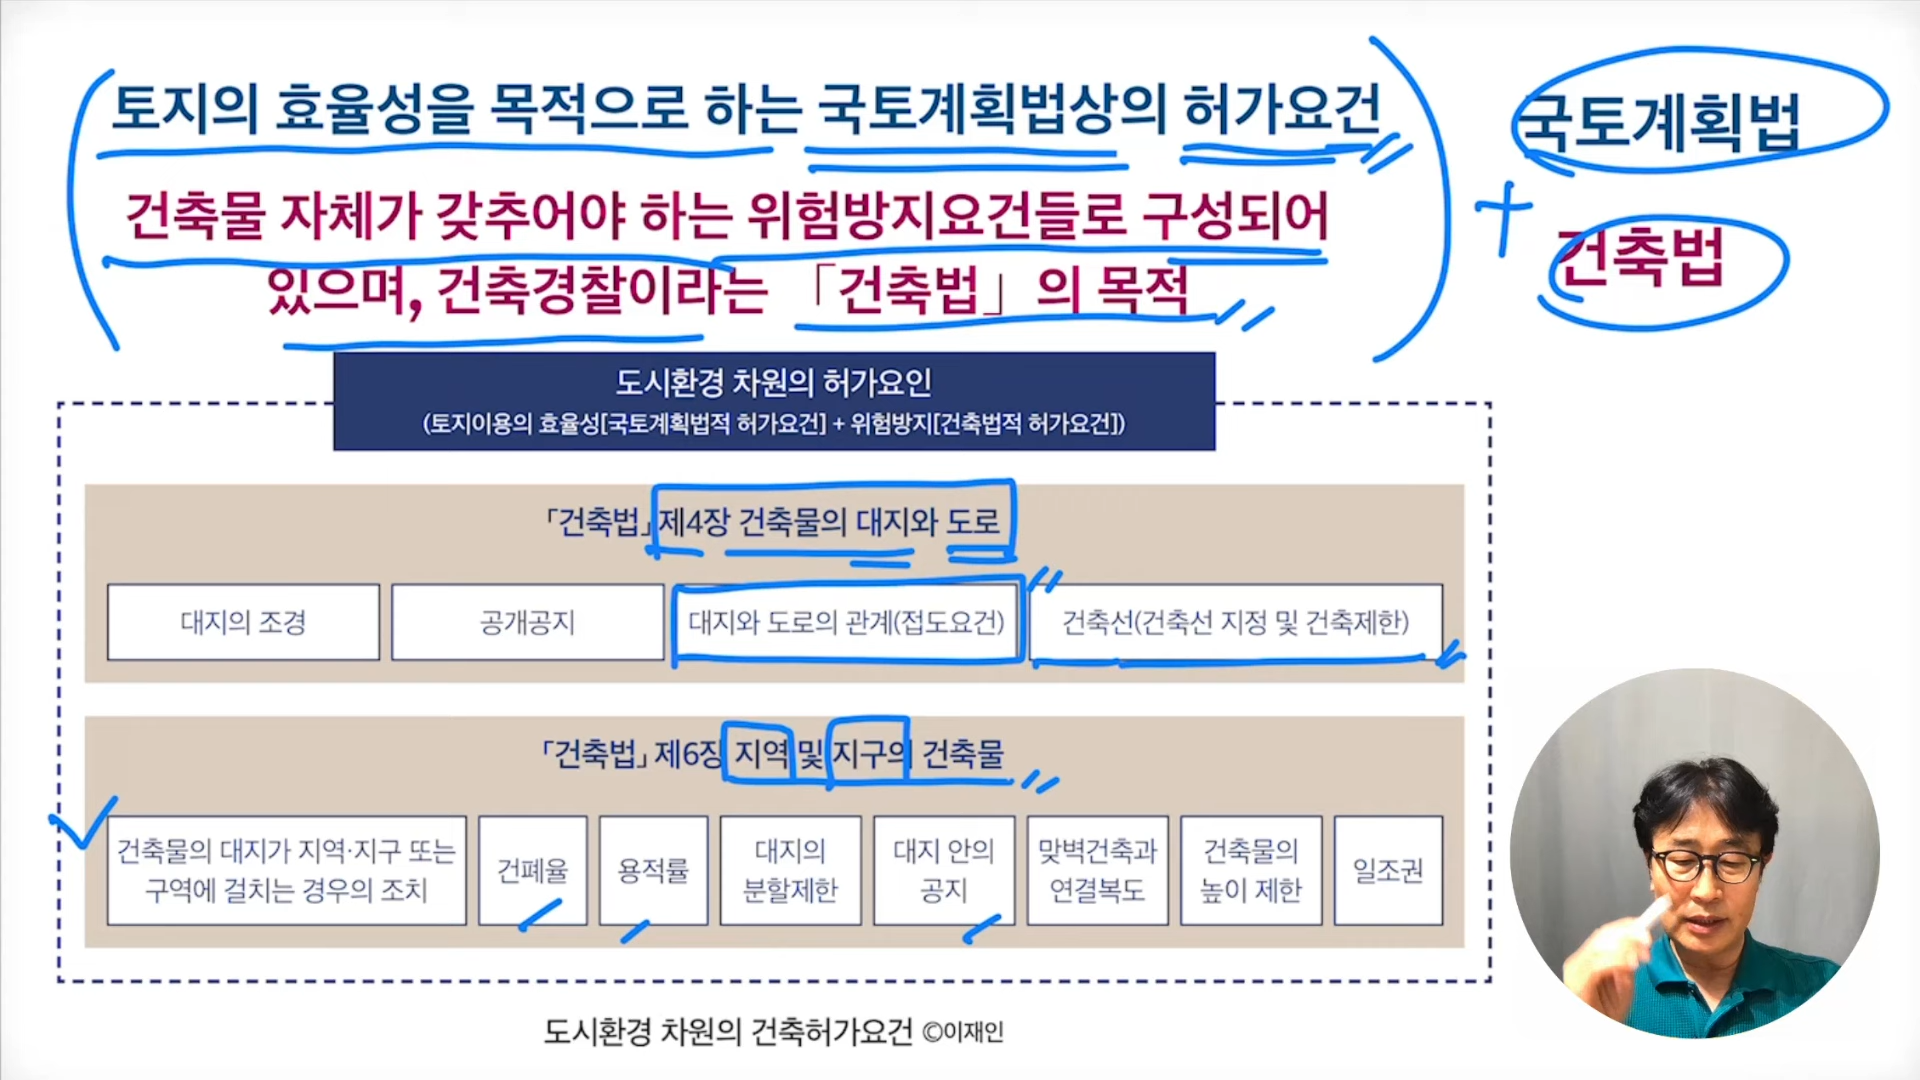 토지의 효율성을 목적으로 하는 국토계획법상의 허가요건
건축물 자체가 갖추어야 하는 위험방지요건들로 구성되어
있으며, 건축경찰이라는 「건축법」의 목적
국토계획법
+
건축법
도시환경 차원의 허가요인
(토지이용의 효율성[국토계획법적 허가요건] + 위험방지[건축법적 허가요건])
「건축법」제4장 건축물의 대지와 도로
대지의 조경
공개공지
대지와 도로의 관계(접도요건)
건축선(건축선 지정 및 건축제한)
「건축법」 제6장 지역 및 지구의 건축물
건축물의 대지가 지역·지구 또는
구역에 걸치는 경우의 조치
건폐율
용적률
대지의
분할제한
대지 안의
공지
맞벽건축과
연결복도
건축물의
높이 제한
일조권
도시환경 차원의 건축허가요건 ©이재인